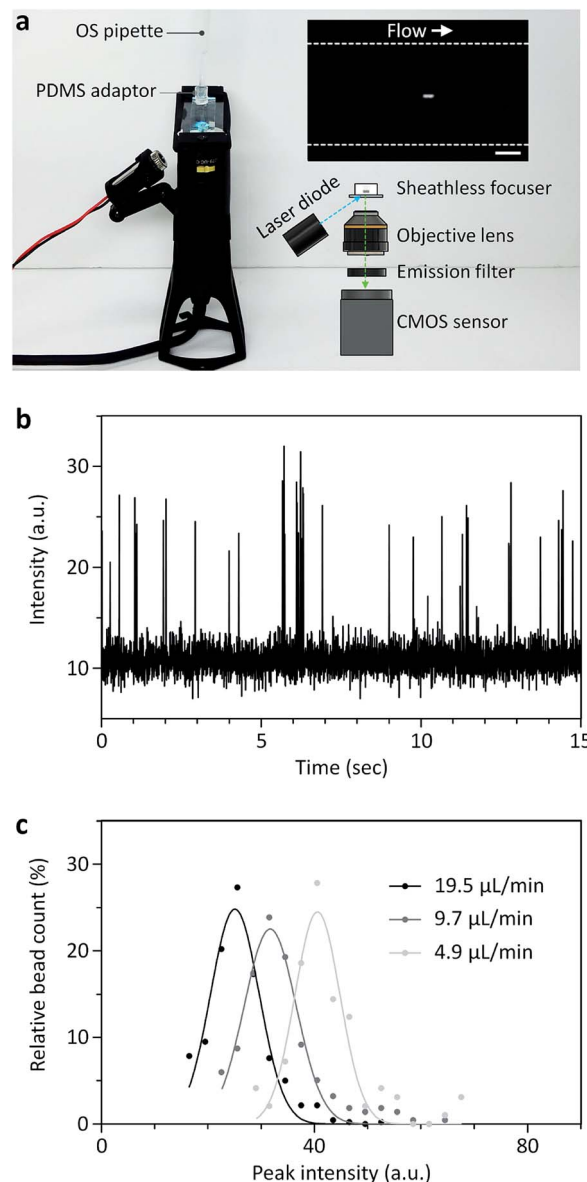 a
OS pipette
PDMS adaptor
Flow
Laser diode
Sheathless focuser
Objective lens
Emission filter
CMOS sensor
b
Intensity (a.u.)
30
20
10
0
5
10
15
Time (sec)
c
Relative bead count (%)
30
20
10
0
19.5 µL/min
9.7 µL/min
4.9 µL/min
0
40
80
Peak intensity (a.u.)